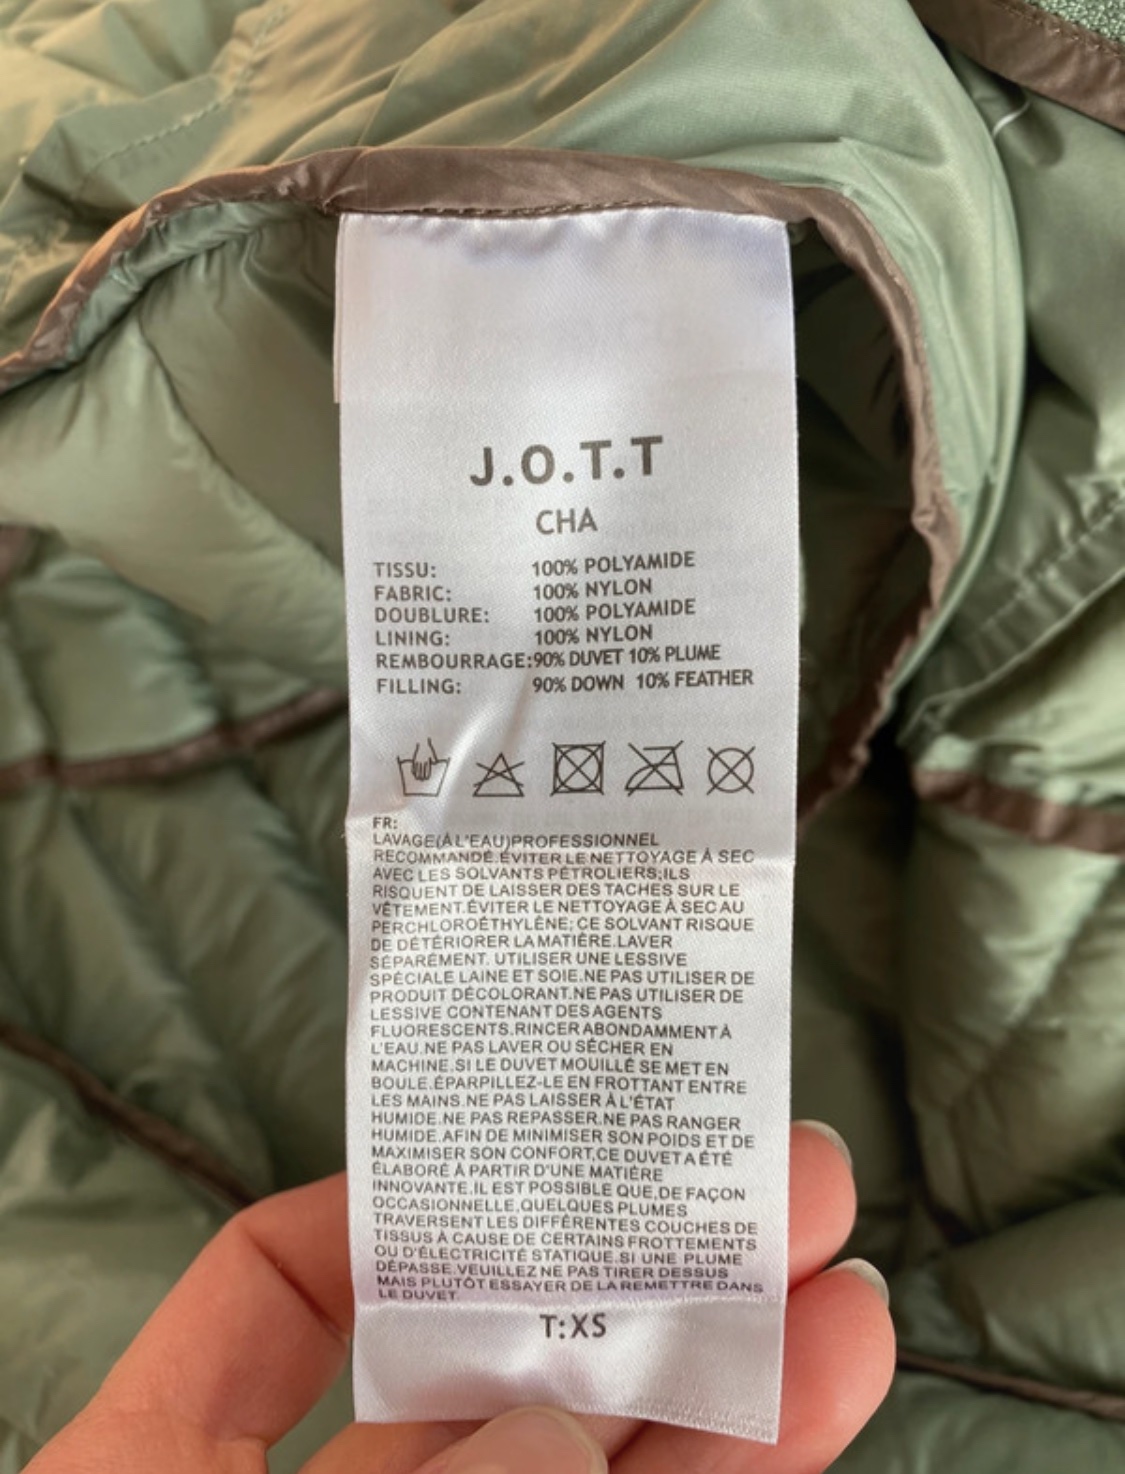 J.O.T.T
CHA
TISSU: 100% POLYAMIDE
FABRIC: 100% NYLON
DOUBLURE: 100% POLYAMIDE
LINING: 100% NYLON
REMBOURRAGE:90% DUVET 10% PLUME
FILLING: 90% DOWN 10% FEATHER
FR:
LAVAGE(À L'EAU)PROFESSIONNEL
RECOMMANDÉ.ÉVITER LE NETTOYAGE À SEC
AVEC LES SOLVANTS PÉTROLIERS;ILS
RISQUENT DE LAISSER DES TACHES SUR LE
VÊTEMENT.ÉVITER LE NETTOYAGE À SEC AU
PERCHLOROÉTHYLÈNE; CE SOLVANT RISQUE
DE DÉTÉRIORER LA MATIÈRE.LAVER
SÉPARÉMENT. UTILISER UNE LESSIVE
SPÉCIALE LAINE ET SOIE.NE PAS UTILISER DE
PRODUIT DÉCOLORANT.NE PAS UTILISER DE
LESSIVE CONTENANT DES AGENTS
FLUORESCENTS.RINCER ABONDAMMENT À
L'EAU.NE PAS LAVER OU SÉCHER EN
MACHINE.SI LE DUVET MOUILLÉ SE MET EN
BOULE.ÉPARPILLEZ-LE EN FROTTANT ENTRE
LES MAINS.NE PAS LAISSER À L'ÉTAT
HUMIDE.NE PAS REPASSER.NE PAS RANGER
HUMIDE.AFIN DE MINIMISER SON POIDS ET DE
MAXIMISER SON CONFORT,CE DUVET A ÉTÉ
ÉLABORÉ À PARTIR D'UNE MATIÈRE
INNOVANTE.IL EST POSSIBLE QUE,DE FAÇON
OCCASIONNELLE,QUELQUES PLUMES
TRAVERSENT LES DIFFÉRENTES COUCHES DE
TISSUS À CAUSE DE CERTAINS FROTTEMENTS
OU D'ÉLECTRICITÉ STATIQUE.SI UNE PLUME
DÉPASSE.VEUILLEZ NE PAS TIRER DESSUS
MAIS PLUTÔT ESSAYER DE LA REMETTRE DANS
LE DUVET.
T:XS